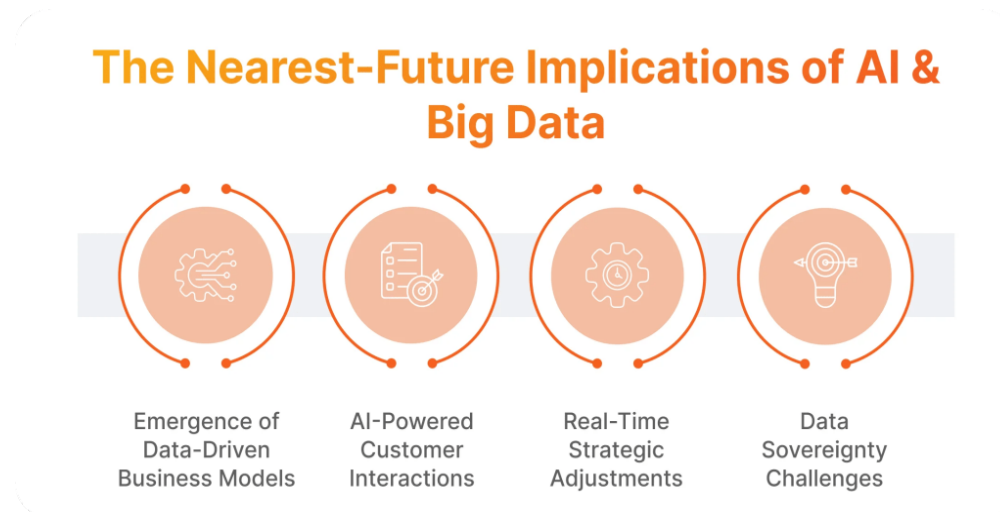 The Nearest-Future Implications of AI &
Big Data
Emergence of
Data-Driven
Business Models
AI-Powered
Customer
Interactions
Real-Time
Strategic
Adjustments
Data
Sovereignty
Challenges